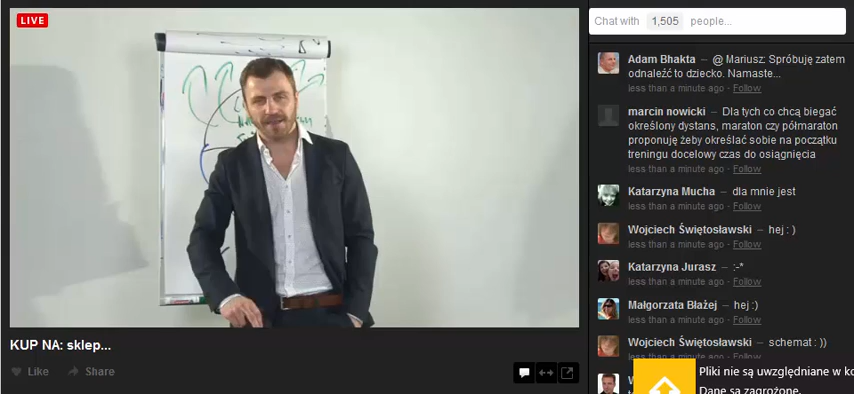 LIVE
Chat with 1,505 people...
Adam Bhakta – @ Mariusz: Spróbuję zatem
odnaleźć to dziecko. Namaste...
less than a minute ago · Follow
marcin nowicki – Dla tych co chcą biegać
określony dystans, maraton czy półmaraton
proponuję żeby określać sobie na początku
treningu docelowy czas do osiągnięcia
less than a minute ago · Follow
Katarzyna Mucha – dla mnie jest
less than a minute ago · Follow
Wojciech Świętosławski – hej : )
less than a minute ago · Follow
Katarzyna Jurasz – :-*
less than a minute ago · Follow
Małgorzata Błażej – hej :)
less than a minute ago · Follow
Wojciech Świętosławski – schemat : ))
less than a minute ago · Follow
KUP NA: sklep...
Like Share
Pliki nie są uwzględniane w ko
Dane są zagrożone.